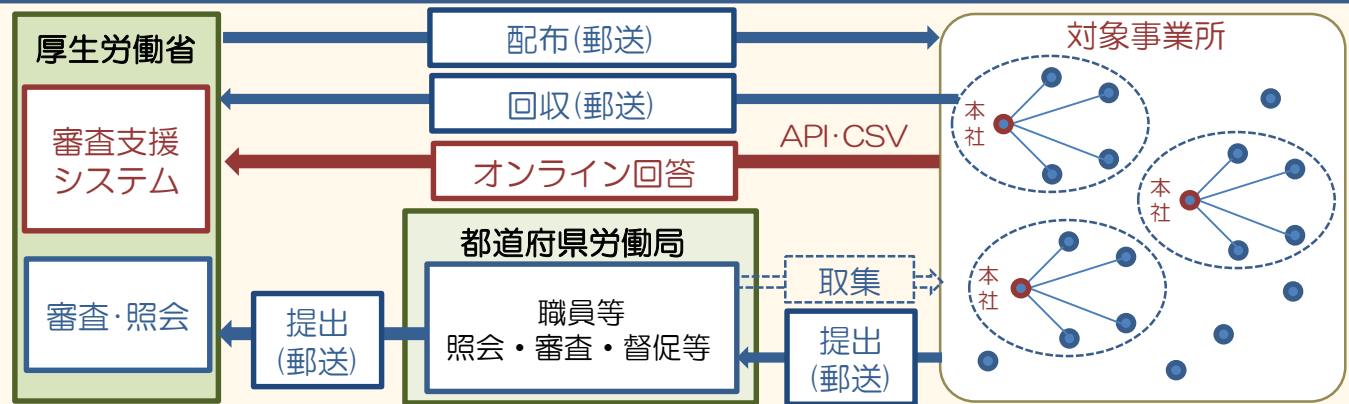 厚生労働省
審査支援
システム
審査・照会
配布(郵送)
回収(郵送)
オンライン回答
API・CSV
都道府県労働局
職員等
照会・審査・督促等
提出
(郵送)
取集
提出
(郵送)
対象事業所
本
社
本
社
本
社